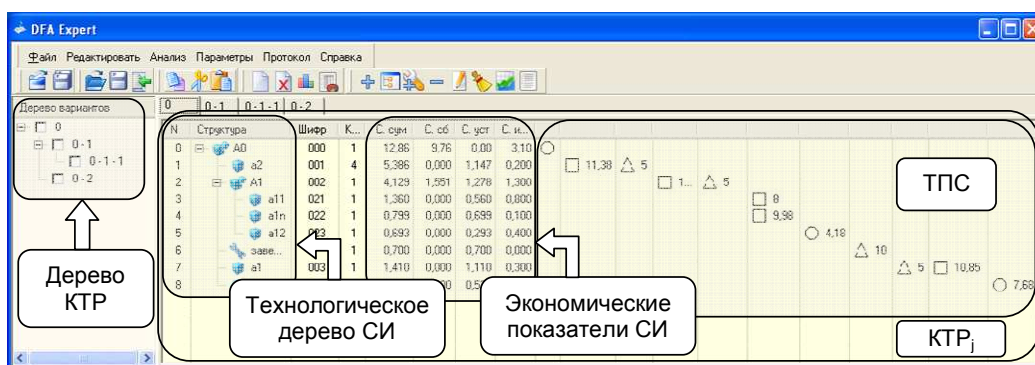 DFA Expert
Файл Редактировать Анализ Параметры Протокол Справка
Дерево вариантов
0
0-1
0-1-1
0-2
0 0-1 0-1-1 0-2
N Структура Шифр К... С. сум С. сб С. уст С. и...
0 A0 000 1 12,86 9,76 0.00 3,10
1 a2 001 4 5,386 0,000 1,147 0,200 11,38 5
2 A1 002 1 4,129 1,551 1,278 1,300 1... 5
3 a11 021 1 1,360 0,000 0,560 0,800 8
4 a1n 022 1 0,799 0,000 0,699 0,100 9,98
5 a12 023 1 0,693 0,000 0,293 0,400 4,18
6 заве... 1 0,700 0,000 0,700 0,000 10
7 a1 003 1 1,410 0,000 1,110 0,300 5 10,85
8 7,68
ТПС
Дерево
КТР
Технологическое
дерево СИ
Экономические
показатели СИ
КТРj